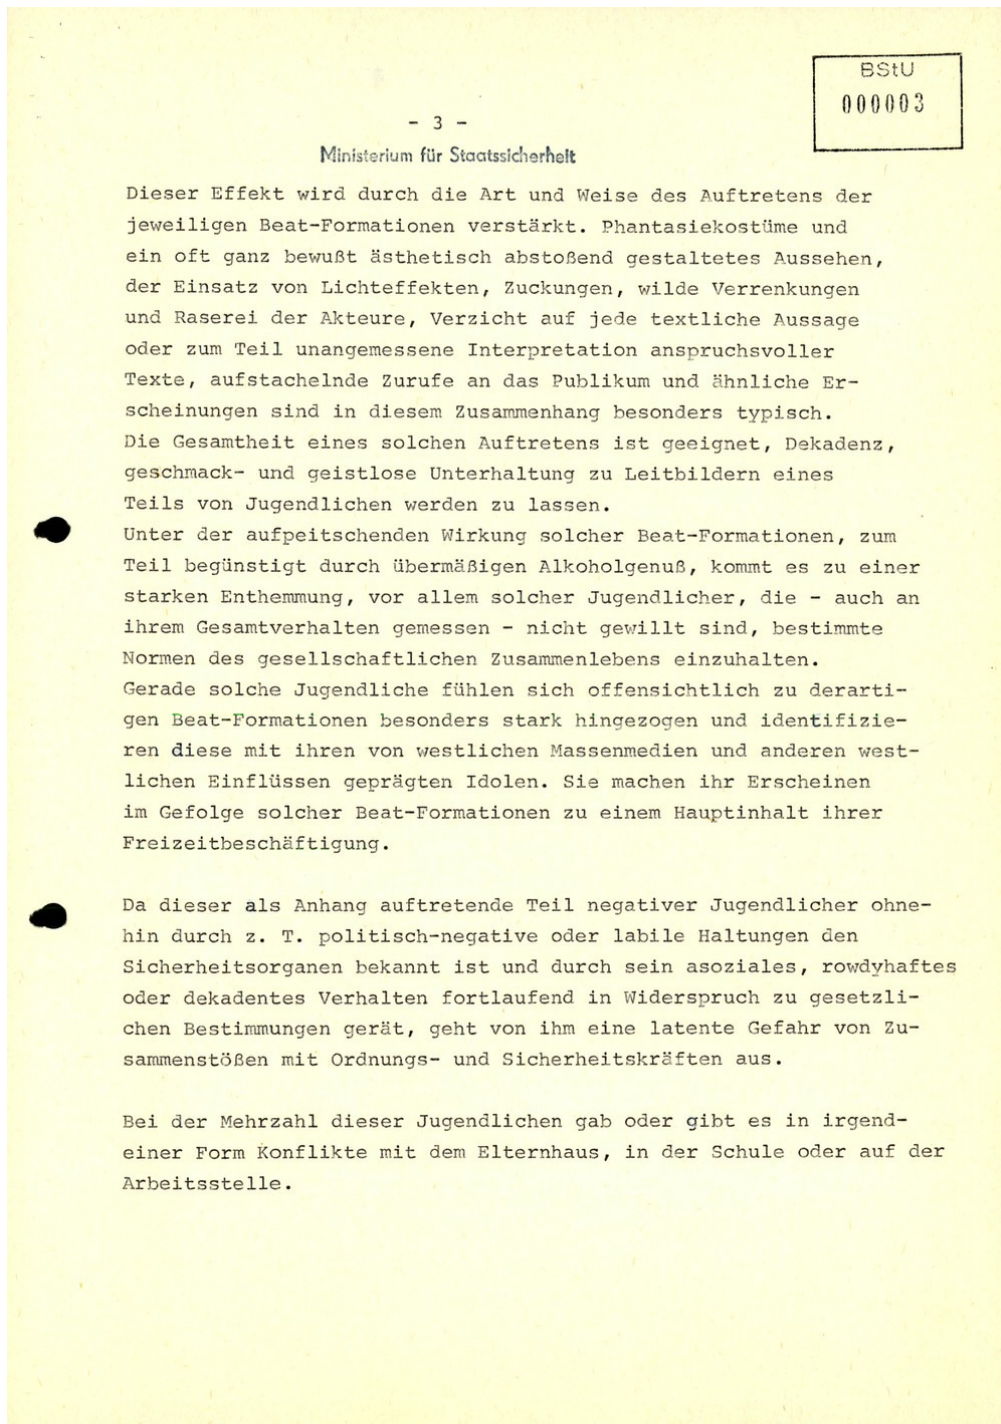 BStU
000003
- 3 -
Ministerium für Staatssicherheit
Dieser Effekt wird durch die Art und Weise des Auftretens der
jeweiligen Beat-Formationen verstärkt. Phantasiekostüme und
ein oft ganz bewußt ästhetisch abstoßend gestaltetes Aussehen,
der Einsatz von Lichteffekten, Zuckungen, wilde Verrenkungen
und Raserei der Akteure, Verzicht auf jede textliche Aussage
oder zum Teil unangemessene Interpretation anspruchsvoller
Texte, aufstachelnde Zurufe an das Publikum und ähnliche Er-
scheinungen sind in diesem Zusammenhang besonders typisch.
Die Gesamtheit eines solchen Auftretens ist geeignet, Dekadenz,
geschmack- und geistlose Unterhaltung zu Leitbildern eines
Teils von Jugendlichen werden zu lassen.
Unter der aufpeitschenden Wirkung solcher Beat-Formationen, zum
Teil begünstigt durch übermäßigen Alkoholgenuß, kommt es zu einer
starken Enthemmung, vor allem solcher Jugendlicher, die - auch an
ihrem Gesamtverhalten gemessen - nicht gewillt sind, bestimmte
Normen des gesellschaftlichen Zusammenlebens einzuhalten.
Gerade solche Jugendliche fühlen sich offensichtlich zu derarti-
gen Beat-Formationen besonders stark hingezogen und identifizie-
ren diese mit ihren von westlichen Massenmedien und anderen west-
lichen Einflüssen geprägten Idolen. Sie machen ihr Erscheinen
im Gefolge solcher Beat-Formationen zu einem Hauptinhalt ihrer
Freizeitbeschäftigung.
Da dieser als Anhang auftretende Teil negativer Jugendlicher ohne-
hin durch z. T. politisch-negative oder labile Haltungen den
Sicherheitsorganen bekannt ist und durch sein asoziales, rowdyhaftes
oder dekadentes Verhalten fortlaufend in Widerspruch zu gesetzli-
chen Bestimmungen gerät, geht von ihm eine latente Gefahr von Zu-
sammenstößen mit Ordnungs- und Sicherheitskräften aus.
Bei der Mehrzahl dieser Jugendlichen gab oder gibt es in irgend-
einer Form Konflikte mit dem Elternhaus, in der Schule oder auf der
Arbeitsstelle.